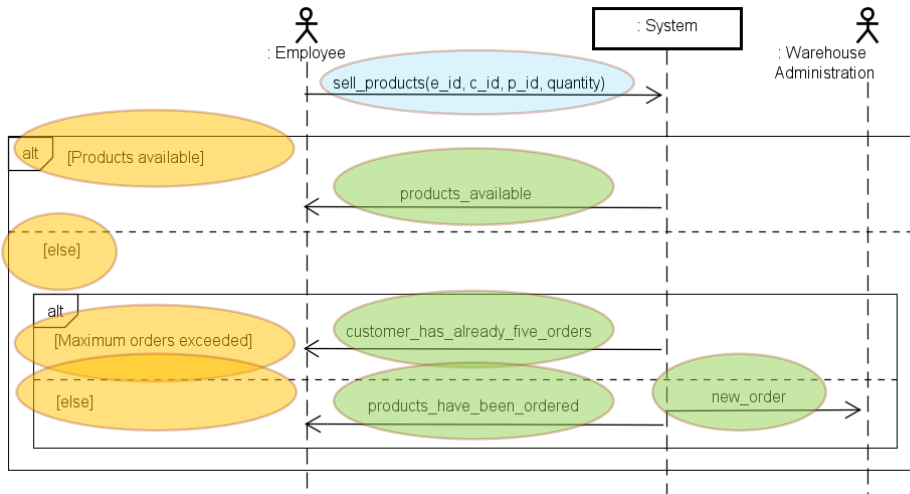 : Employee
: System
: Warehouse
Administration
sell_products(e_id, c_id, p_id, quantity)
alt
[Products available]
products_available
[else]
alt
customer_has_already_five_orders
[Maximum orders exceeded]
[else]
products_have_been_ordered
new_order